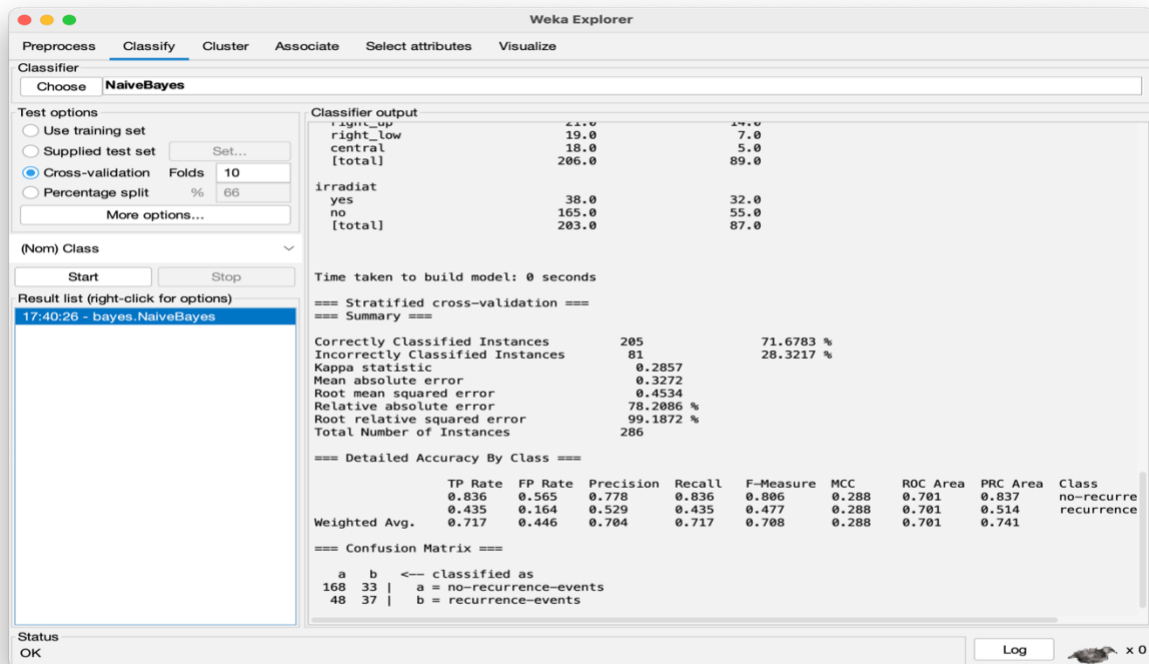 Weka Explorer
Preprocess Classify Cluster Associate Select attributes Visualize
Classifier
Choose NaiveBayes
Test options
Use training set
Supplied test set Set...
Cross-validation Folds 10
Percentage split % 66
More options...
(Nom) Class
Start Stop
Result list (right-click for options)
17:40:26 - bayes.NaiveBayes
Classifier output
right_up 21.0 14.0
right_low 19.0 7.0
central 18.0 5.0
[total] 206.0 89.0
irradiat
yes 38.0 32.0
no 165.0 55.0
[total] 203.0 87.0
Time taken to build model: 0 seconds
=== Stratified cross-validation ===
=== Summary ===
Correctly Classified Instances 205 71.6783 %
Incorrectly Classified Instances 81 28.3217 %
Kappa statistic 0.2857
Mean absolute error 0.3272
Root mean squared error 0.4534
Relative absolute error 78.2086 %
Root relative squared error 99.1872 %
Total Number of Instances 286
=== Detailed Accuracy By Class ===
TP Rate FP Rate Precision Recall F-Measure MCC ROC Area PRC Area Class
0.836 0.565 0.778 0.836 0.806 0.288 0.701 0.837 no-recurre
0.435 0.164 0.529 0.435 0.477 0.288 0.701 0.514 recurrence
Weighted Avg. 0.717 0.446 0.704 0.717 0.708 0.288 0.701 0.741
=== Confusion Matrix ===
a b <-- classified as
168 33 | a = no-recurrence-events
48 37 | b = recurrence-events
Status
OK
Log x 0